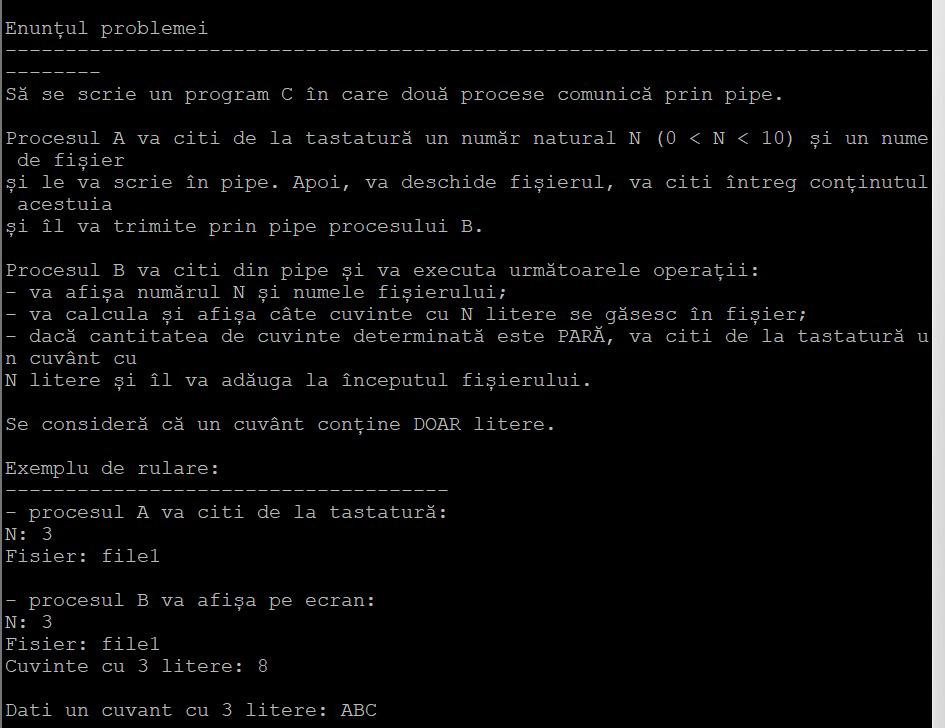 Enunțul problemei
-----------------------------------------------------------------------------
--------
Să se scrie un program C în care două procese comunică prin pipe.
Procesul A va citi de la tastatură un număr natural N (0 < N < 10) și un nume
de fișier
și le va scrie în pipe. Apoi, va deschide fișierul, va citi întreg conținutul
acestuia
și îl va trimite prin pipe procesului B.
Procesul B va citi din pipe și va executa următoarele operații:
- va afișa numărul N și numele fișierului;
- va calcula și afișa câte cuvinte cu N litere se găsesc în fișier;
- dacă cantitatea de cuvinte determinată este PARĂ, va citi de la tastatură u
n cuvânt cu
N litere și îl va adăuga la începutul fișierului.
Se consideră că un cuvânt conține DOAR litere.
Exemplu de rulare:
-------------------------------------
- procesul A va citi de la tastatură:
N: 3
Fisier: file1
- procesul B va afișa pe ecran:
N: 3
Fisier: file1
Cuvinte cu 3 litere: 8
Dati un cuvant cu 3 litere: ABC